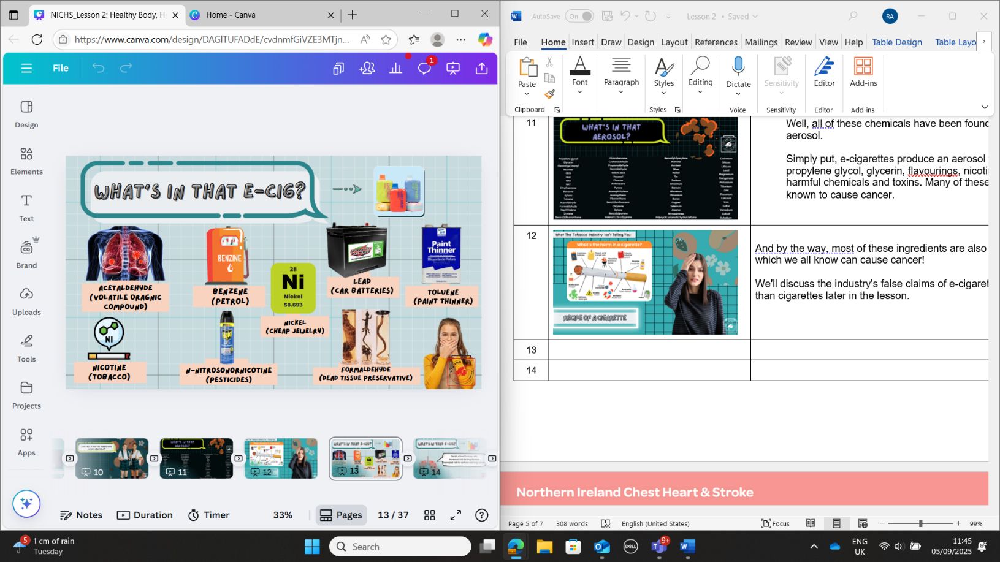 NICHS_Lesson 2: Healthy Body, H
Home - Canva
https://www.canva.com/design/DAGlTUFADdE/cvdnmfGiVZE3MTjn...
File
1
Design
Elements
Text
Brand
Uploads
Tools
Projects
Apps
WHAT'S IN THAT E-CIG?
ACETALDEHYDE
(VOLATILE ORAGNIC
COMPOUND)
BENZINE
BENZENE
(PETROL)
28
Ni
Nickel
58.693
NICKEL
(CHEAP JEWELRY)
LEAD
(CAR BATTERIES)
Paint
Thinner
TOLUENE
(PAINT THINNER)
NI
NICOTINE
(TOBACCO)
Raid
N-NITROSONORNICOTINE
(PESTICIDES)
FORMALDEHYDE
(DEAD TISSUE PRESERVATIVE)
10
11
12
13
14
Notes
Duration
Timer
33%
Pages
13 / 37
AutoSave
On
Lesson 2 • Saved
RA
File
Home
Insert
Draw
Design
Layout
References
Mailings
Review
View
Help
Table Design
Table Layo
Paste
Font
Paragraph
Styles
Editing
Dictate
Sensitivity
Editor
Add-ins
Clipboard
Styles
Voice
Sensitivity
Editor
Add-ins
11
WHAT'S IN THAT
AEROSOL?
Well, all of these chemicals have been found
aerosol.
Simply put, e-cigarettes produce an aerosol
propylene glycol, glycerin, flavourings, nicoti
harmful chemicals and toxins. Many of these
known to cause cancer.
12
What The Tobacco Industry Isn't Telling You
What's the harm in a cigarette?
RECIPE OF A CIGARETTE
And by the way, most of these ingredients are also
which we all know can cause cancer!
We'll discuss the industry's false claims of e-cigaret
than cigarettes later in the lesson.
13
14
Northern Ireland Chest Heart & Stroke
Page 5 of 7
308 words
English (United States)
Focus
99%
5
1 cm of rain
Tuesday
Search
DELL
9+
ENG
UK
11:45
05/09/2025